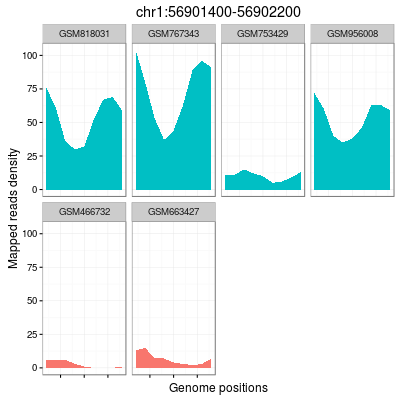 chr1:56901400-56902200
GSM818031 GSM767343 GSM753429 GSM956008
100
75
50
25
0
GSM466732 GSM663427
100
75
50
25
0
Mapped reads density
Genome positions